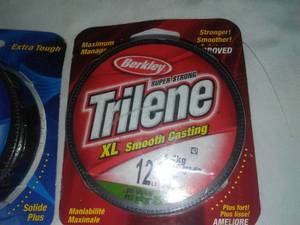 Extra Tough
Solide
Plus
Maximum
Manage
Stronger!
Smoother!
ROVED
Berkley
SUPER STRONG
Trilene
XL Smooth Casting
12
Maniabilité
Maximale
Plus fort!
Plus lisse!
AMELIORE